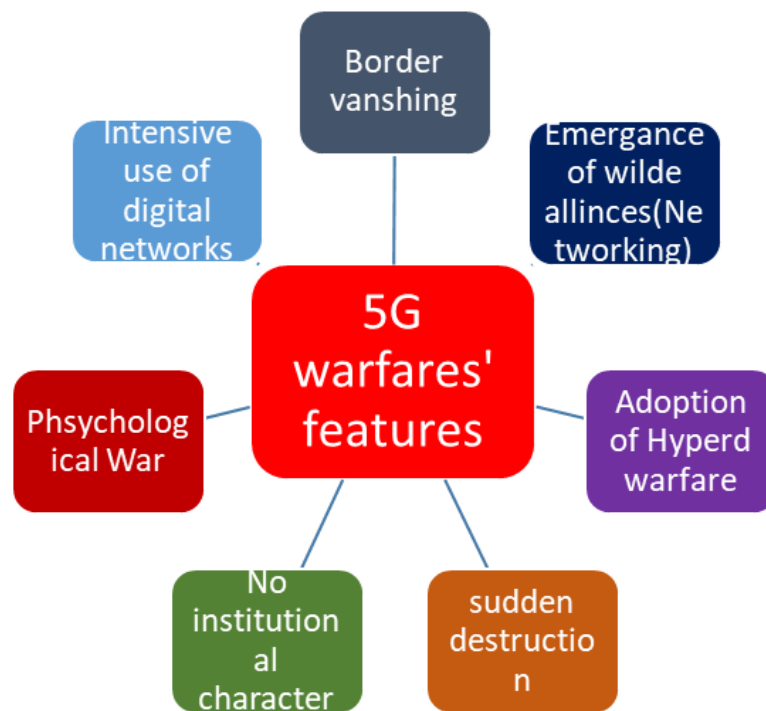 Border
vanshing
Emergance
of wilde
allinces(Ne
tworking)
Adoption
of Hyperd
warfare
sudden
destructio
n
No
institution
al
character
Phsycholog
ical War
Intensive
use of
digital
networks
5G
warfares'
features